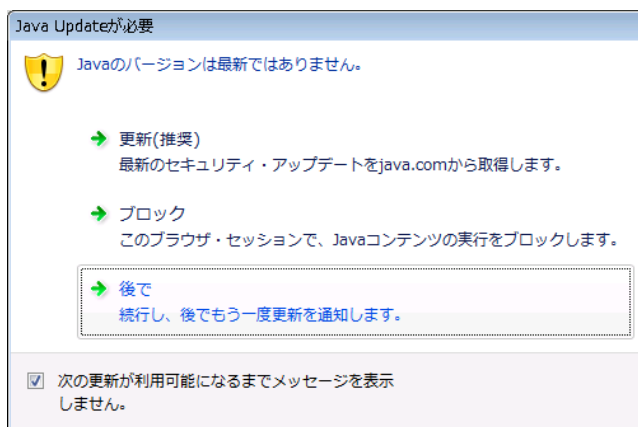 Java Updateが必要
Javaのバージョンは最新ではありません。
更新(推奨)
最新のセキュリティ・アップデートをjava.comから取得します。
ブロック
このブラウザ・セッションで、Javaコンテンツの実行をブロックします。
後で
続行し、後でもう一度更新を通知します。
次の更新が利用可能になるまでメッセージを表示
しません。